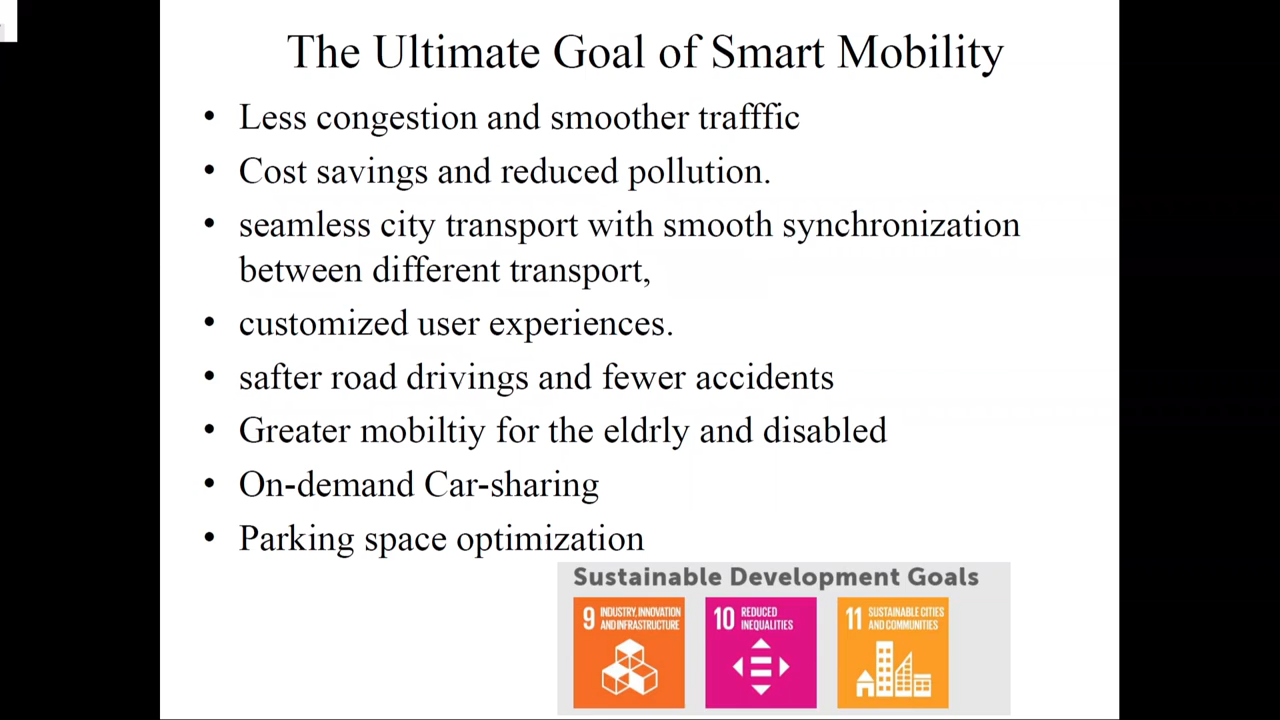 The Ultimate Goal of Smart Mobility
• Less congestion and smoother trafffic
• Cost savings and reduced pollution.
• seamless city transport with smooth synchronization
between different transport,
• customized user experiences.
• safter road drivings and fewer accidents
• Greater mobiltiy for the eldrly and disabled
• On-demand Car-sharing
• Parking space optimization
Sustainable Development Goals
9 INDUSTRY, INNOVATION
AND INFRASTRUCTURE
10 REDUCED
INEQUALITIES
11 SUSTAINABLE CITIES
AND COMMUNITIES